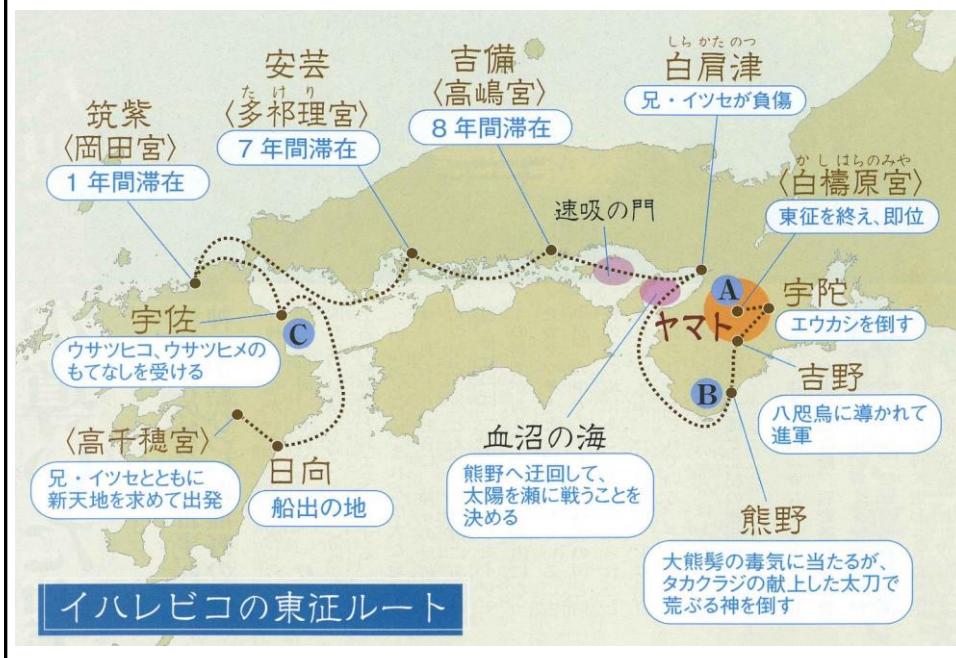 筑紫
〈岡田宮〉
1年間滞在
安芸
たけり
〈多祁理宮〉
7年間滞在
吉備
〈高嶋宮〉
8年間滞在
しらかたのつ
白肩津
兄・イツセが負傷
かしはらのみや
〈白檮原宮〉
東征を終え、即位
速吸の門
A
宇陀
エウカシを倒す
ヤマト
宇佐
ウサツヒコ、ウサツヒメの
もてなしを受ける
C
吉野
八咫烏に導かれて
進軍
B
〈高千穂宮〉
兄・イツセとともに
新天地を求めて出発
日向
船出の地
血沼の海
熊野へ迂回して、
太陽を瀬に戦うことを
決める
熊野
大熊髣の毒気に当たるが、
タカクラジの献上した太刀で
荒ぶる神を倒す
イハレビコの東征ルート